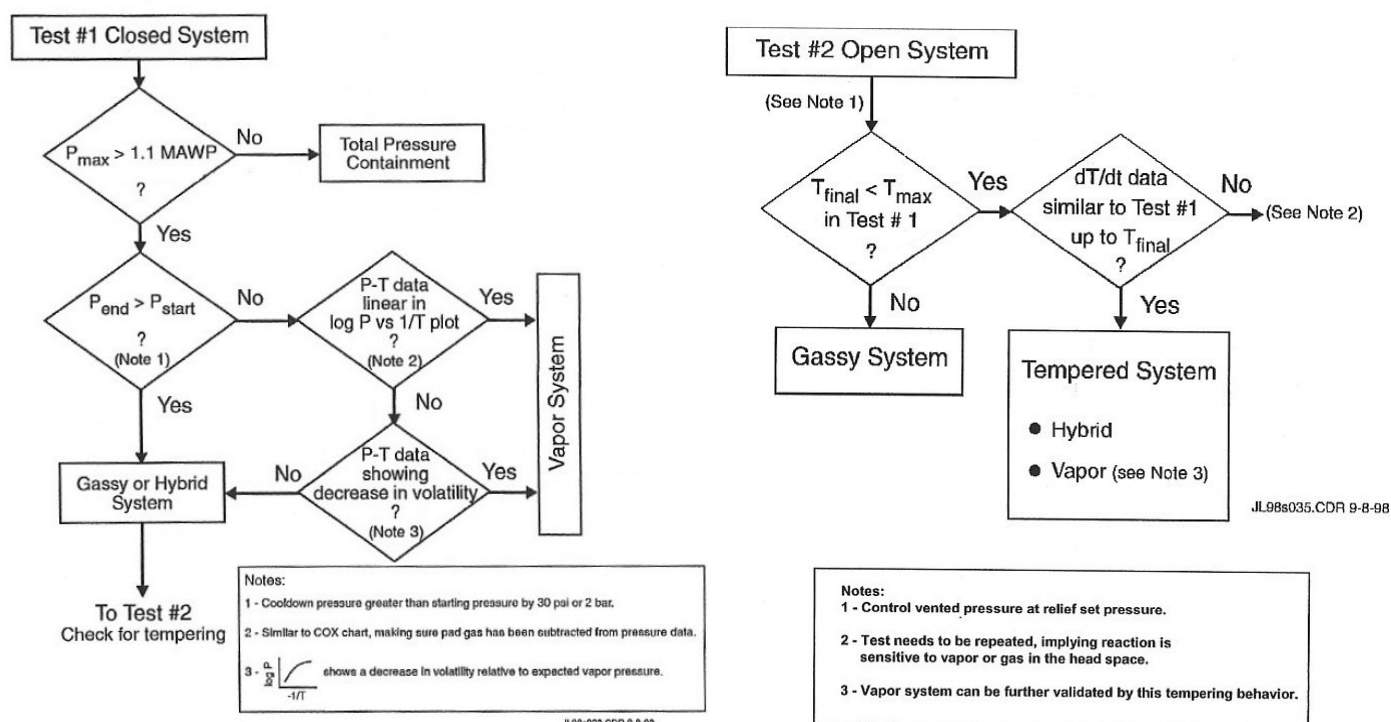 Test #1 Closed System
P_max > 1.1 MAWP
?
No
Total Pressure
Containment
Yes
P_end > P_start
?
(Note 1)
No
P-T data
linear in
log P vs 1/T plot
?
(Note 2)
Yes
Vapor System
No
P-T data
showing
decrease in volatility
?
(Note 3)
Yes
No
Yes
Gassy or Hybrid
System
To Test #2
Check for tempering
Notes:
1 - Cooldown pressure greater than starting pressure by 30 psi or 2 bar.
2 - Similar to COX chart, making sure pad gas has been subtracted from pressure data.
3 - log P -1/T shows a decrease in volatility relative to expected vapor pressure.
Test #2 Open System
(See Note 1)
T_final < T_max
in Test # 1
?
Yes
dT/dt data
similar to Test #1
up to T_final
?
No
(See Note 2)
No
Gassy System
Yes
Tempered System
● Hybrid
● Vapor (see Note 3)
JL98s035.CDR 9-8-98
Notes:
1 - Control vented pressure at relief set pressure.
2 - Test needs to be repeated, implying reaction is
sensitive to vapor or gas in the head space.
3 - Vapor system can be further validated by this tempering behavior.